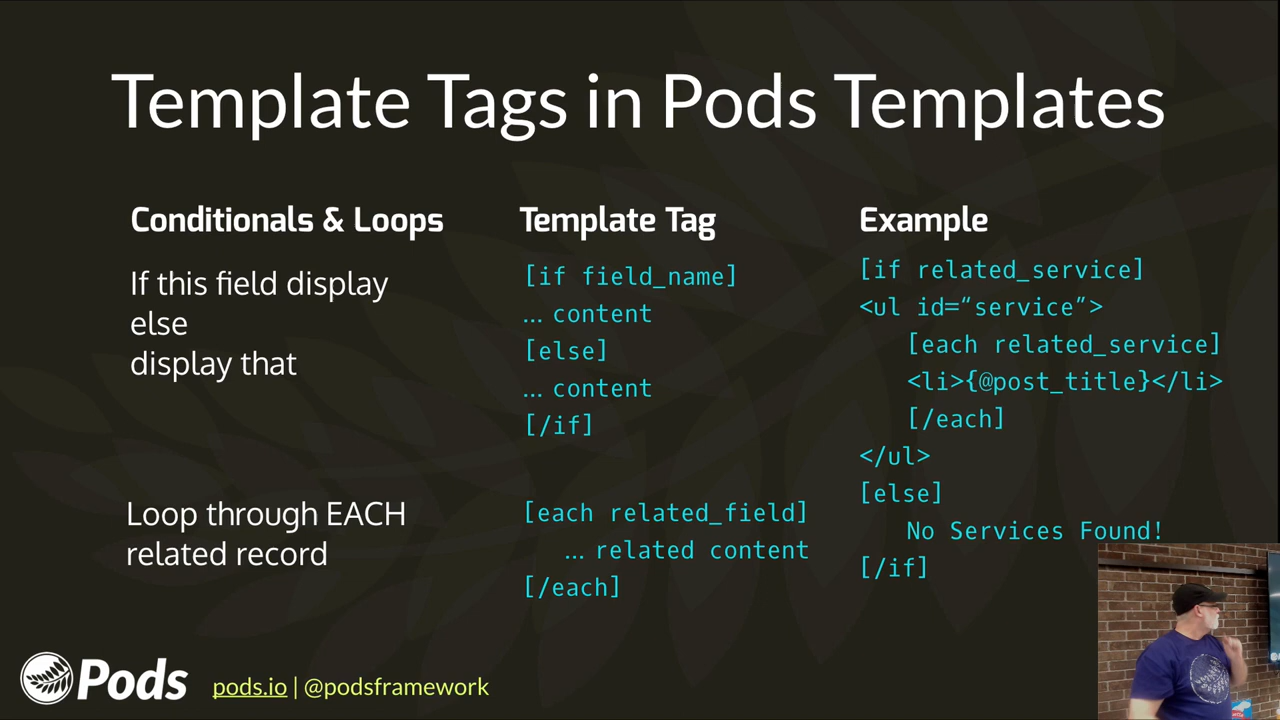 Template Tags in Pods Templates
Conditionals & Loops
If this field display
else
display that
Loop through EACH
related record
Template Tag
[if field_name]
... content
[else]
... content
[/if]
[each related_field]
... related content
[/each]
Example
[if related_service]
<ul id=“service”>
[each related_service]
<li>{@post_title}</li>
[/each]
</ul>
[else]
No Services Found!
[/if]
Pods
pods.io | @podsframework